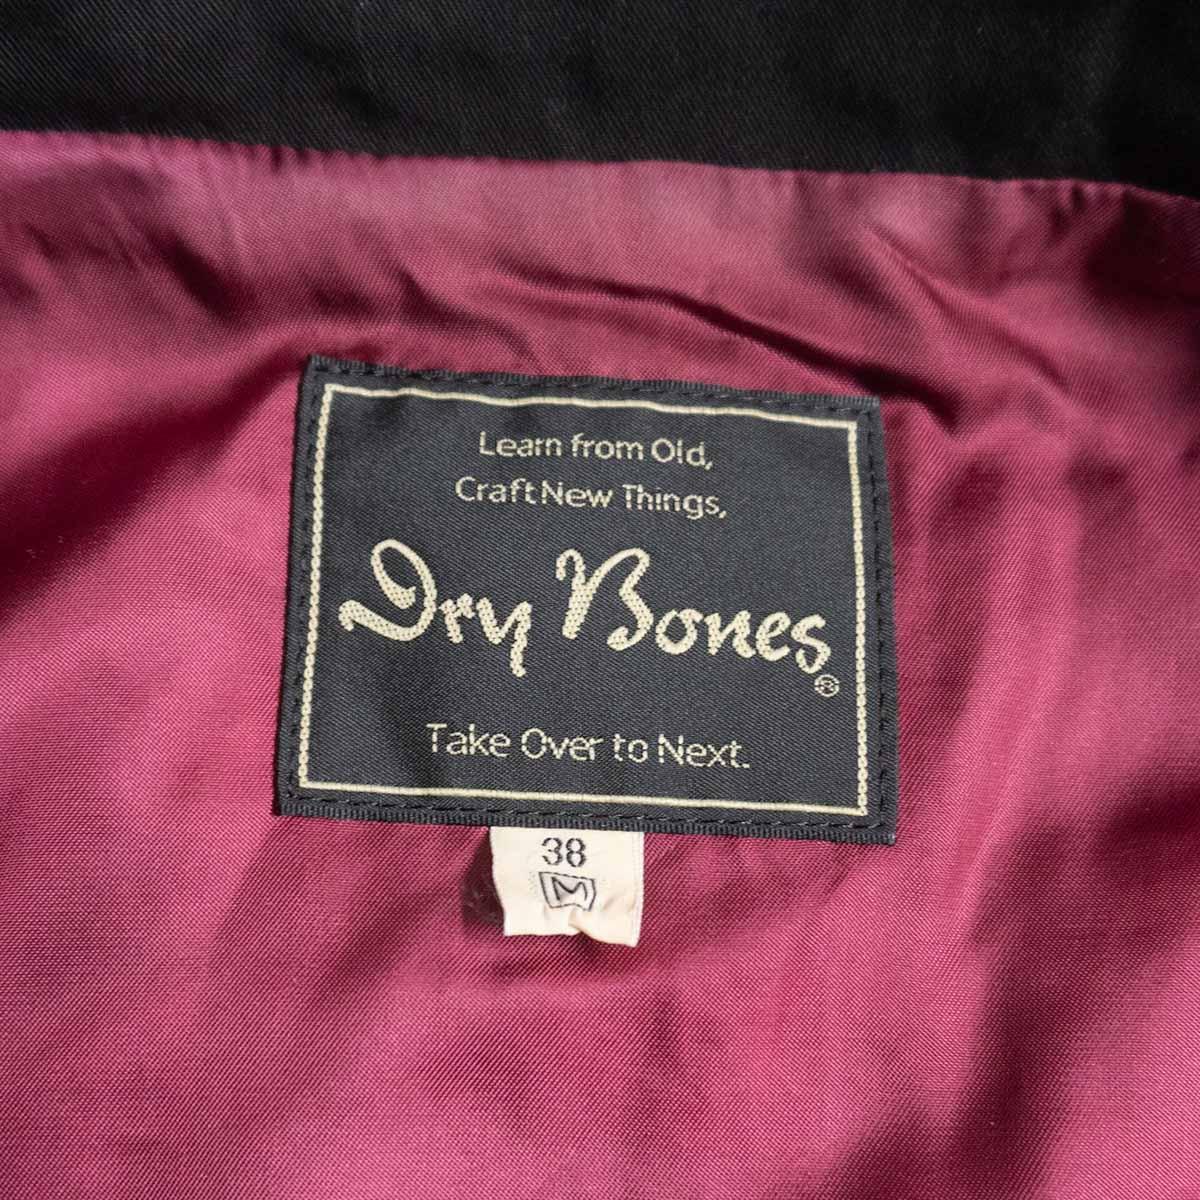 Learn from Old,
Craft New Things,
Dry Bones®
Take Over to Next.
38
M